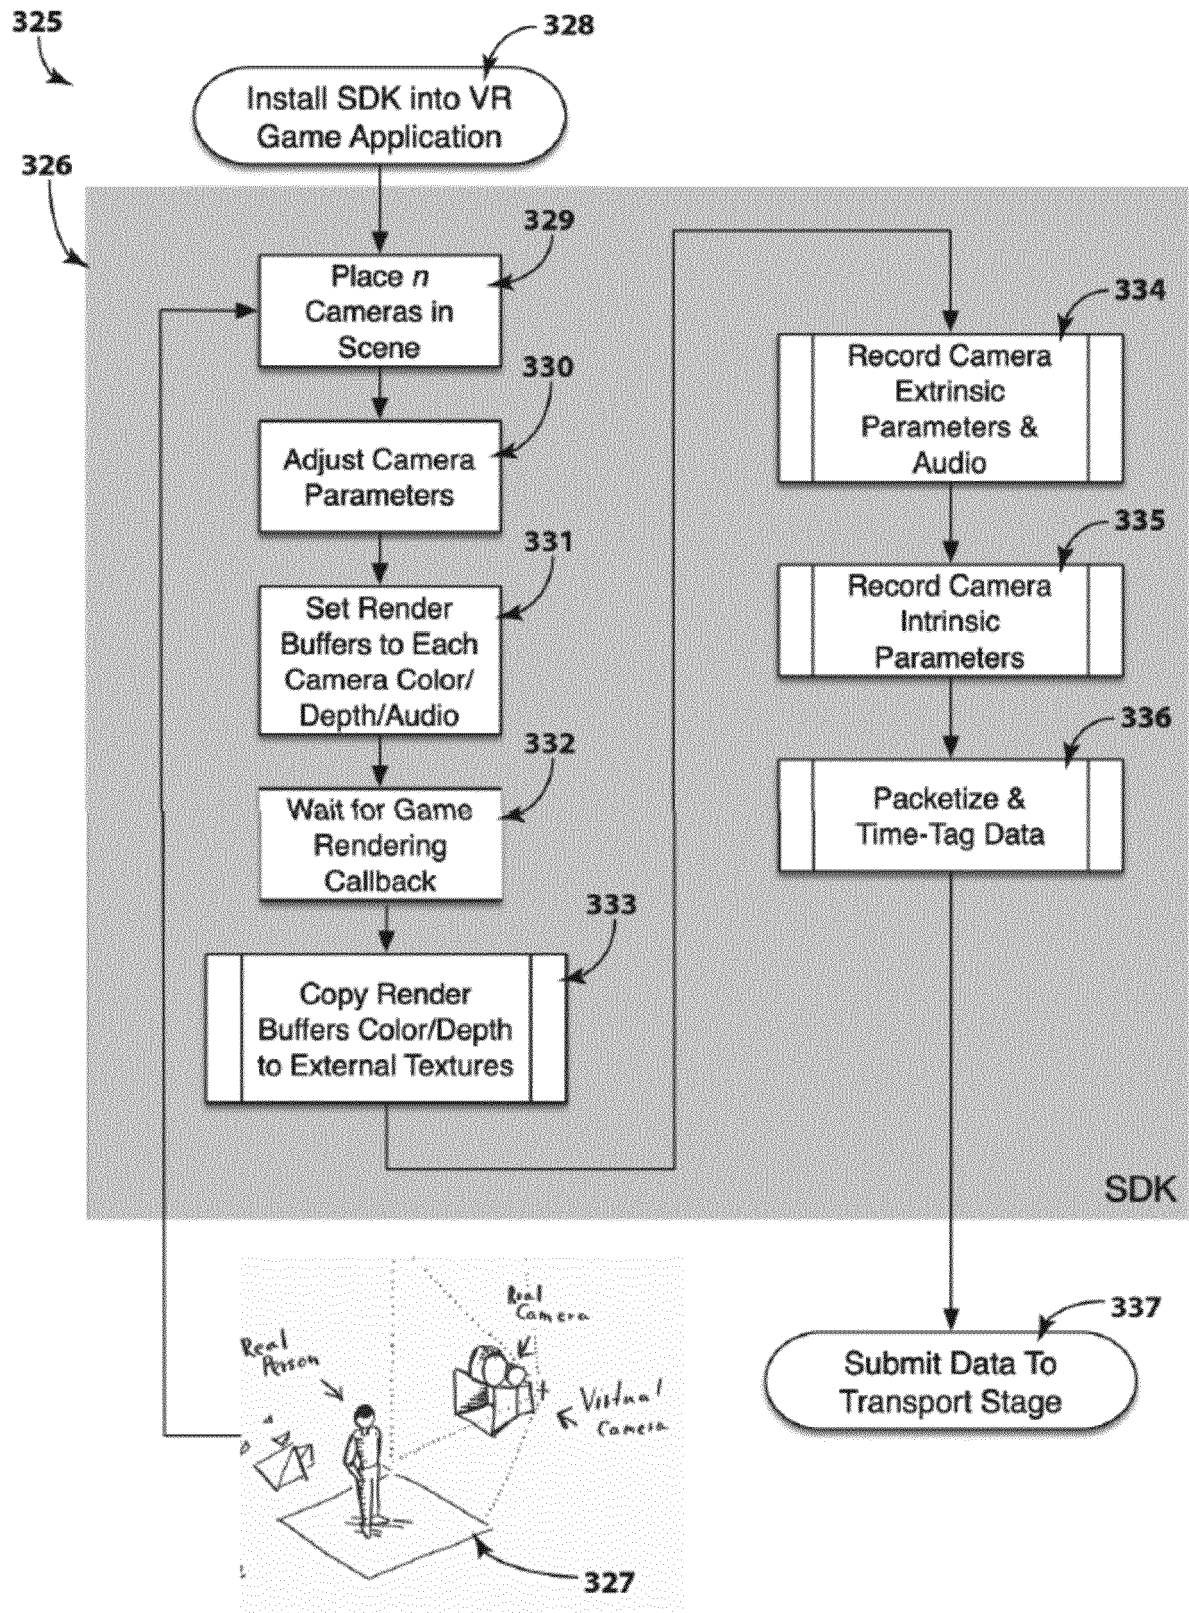 325
328
Install SDK into VR
Game Application
326
329
Place n
Cameras in
Scene
330
Adjust Camera
Parameters
331
Set Render
Buffers to Each
Camera Color/
Depth/Audio
332
Wait for Game
Rendering
Callback
333
Copy Render
Buffers Color/Depth
to External Textures
334
Record Camera
Extrinsic
Parameters &
Audio
335
Record Camera
Intrinsic
Parameters
336
Packetize &
Time-Tag Data
SDK
Real
Person
Real
Camera
Virtual
Camera
327
337
Submit Data To
Transport Stage